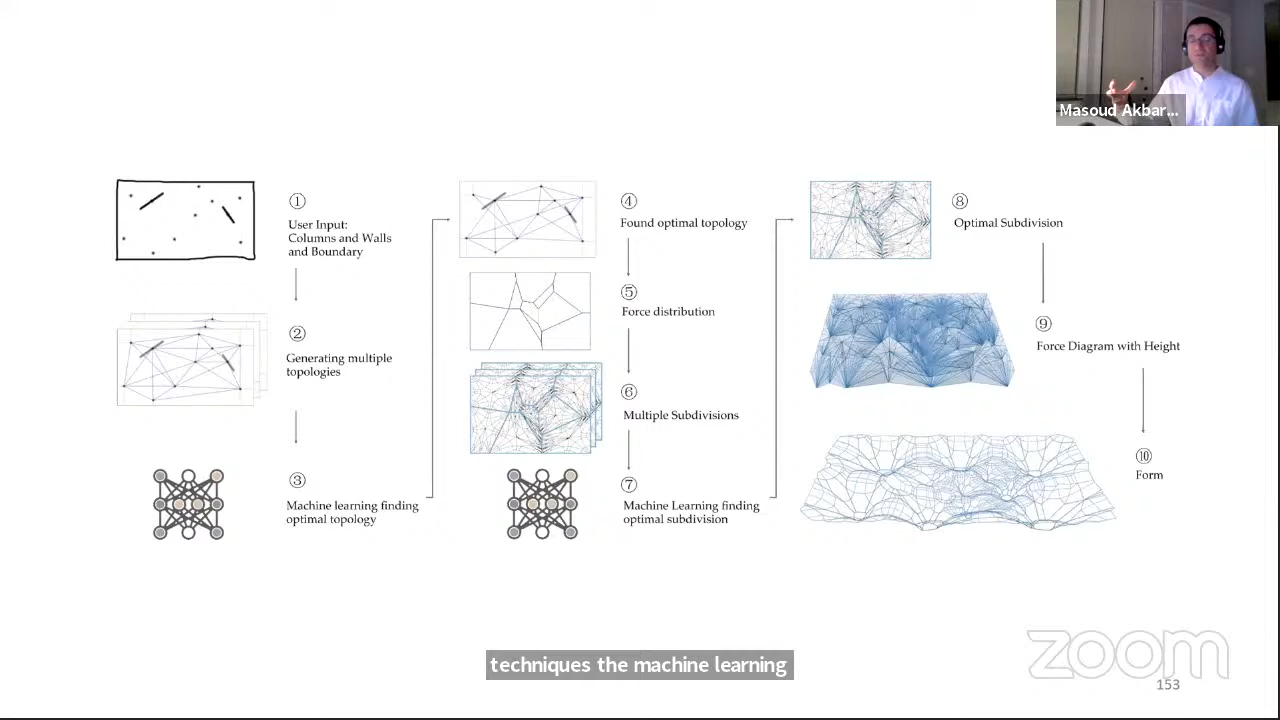 Masoud Akbar...
①
User Input:
Columns and Walls
and Boundary
②
Generating multiple
topologies
③
Machine learning finding
optimal topology
④
Found optimal topology
⑤
Force distribution
⑥
Multiple Subdivisions
⑦
Machine Learning finding
optimal subdivision
⑧
Optimal Subdivision
⑨
Force Diagram with Height
⑩
Form
techniques the machine learning
zoom
153